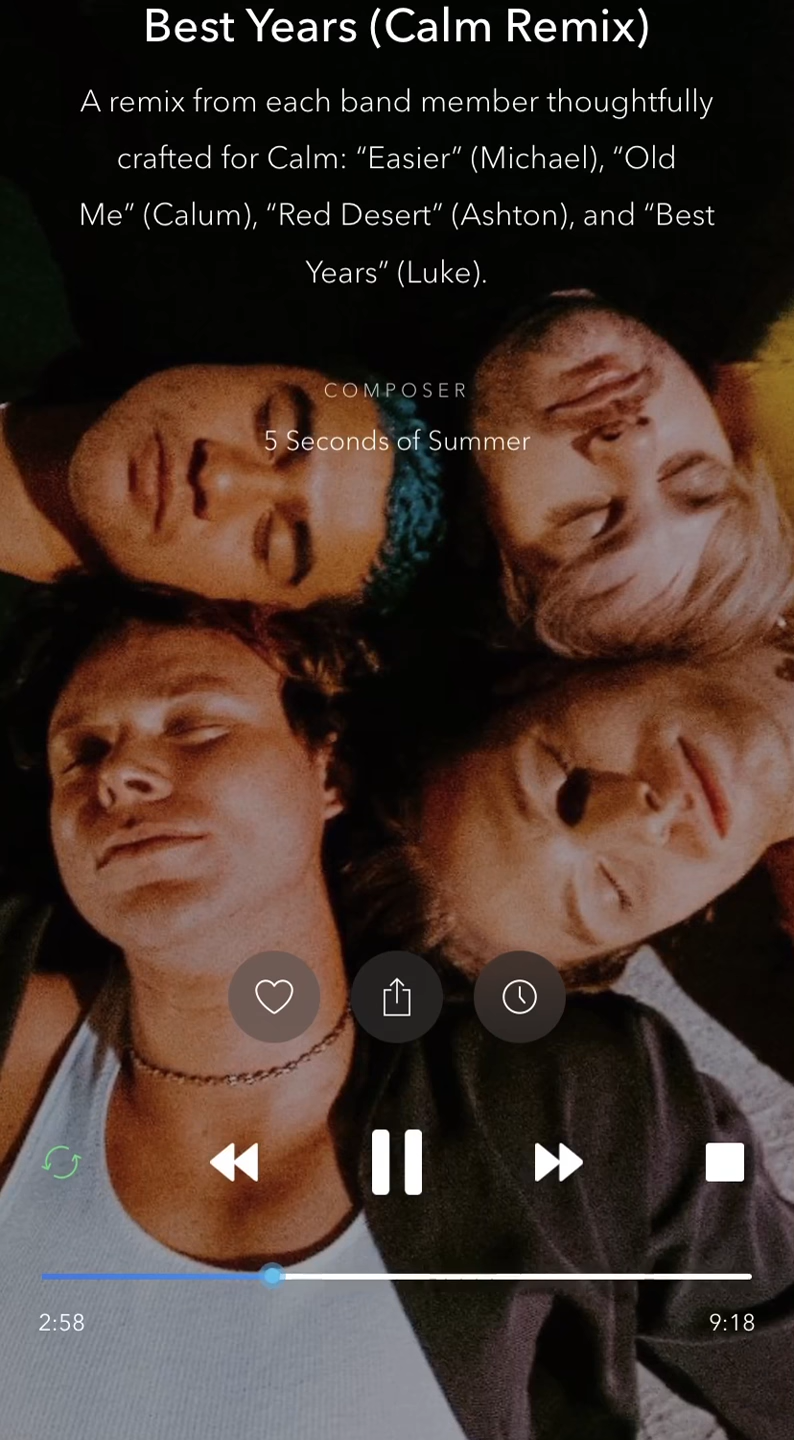 Best Years (Calm Remix)
A remix from each band member thoughtfully
crafted for Calm: “Easier” (Michael), “Old
Me” (Calum), “Red Desert” (Ashton), and “Best
Years” (Luke).
COMPOSER
5 Seconds of Summer
2:58
9:18